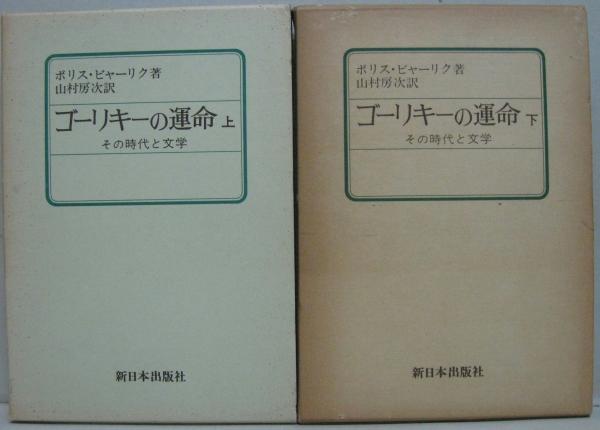 ボリス・ビャーリク著
山村房次訳
ゴーリキーの運命 上
その時代と文学
新日本出版社
ボリス・ビャーリク著
山村房次訳
ゴーリキーの運命 下
その時代と文学
新日本出版社